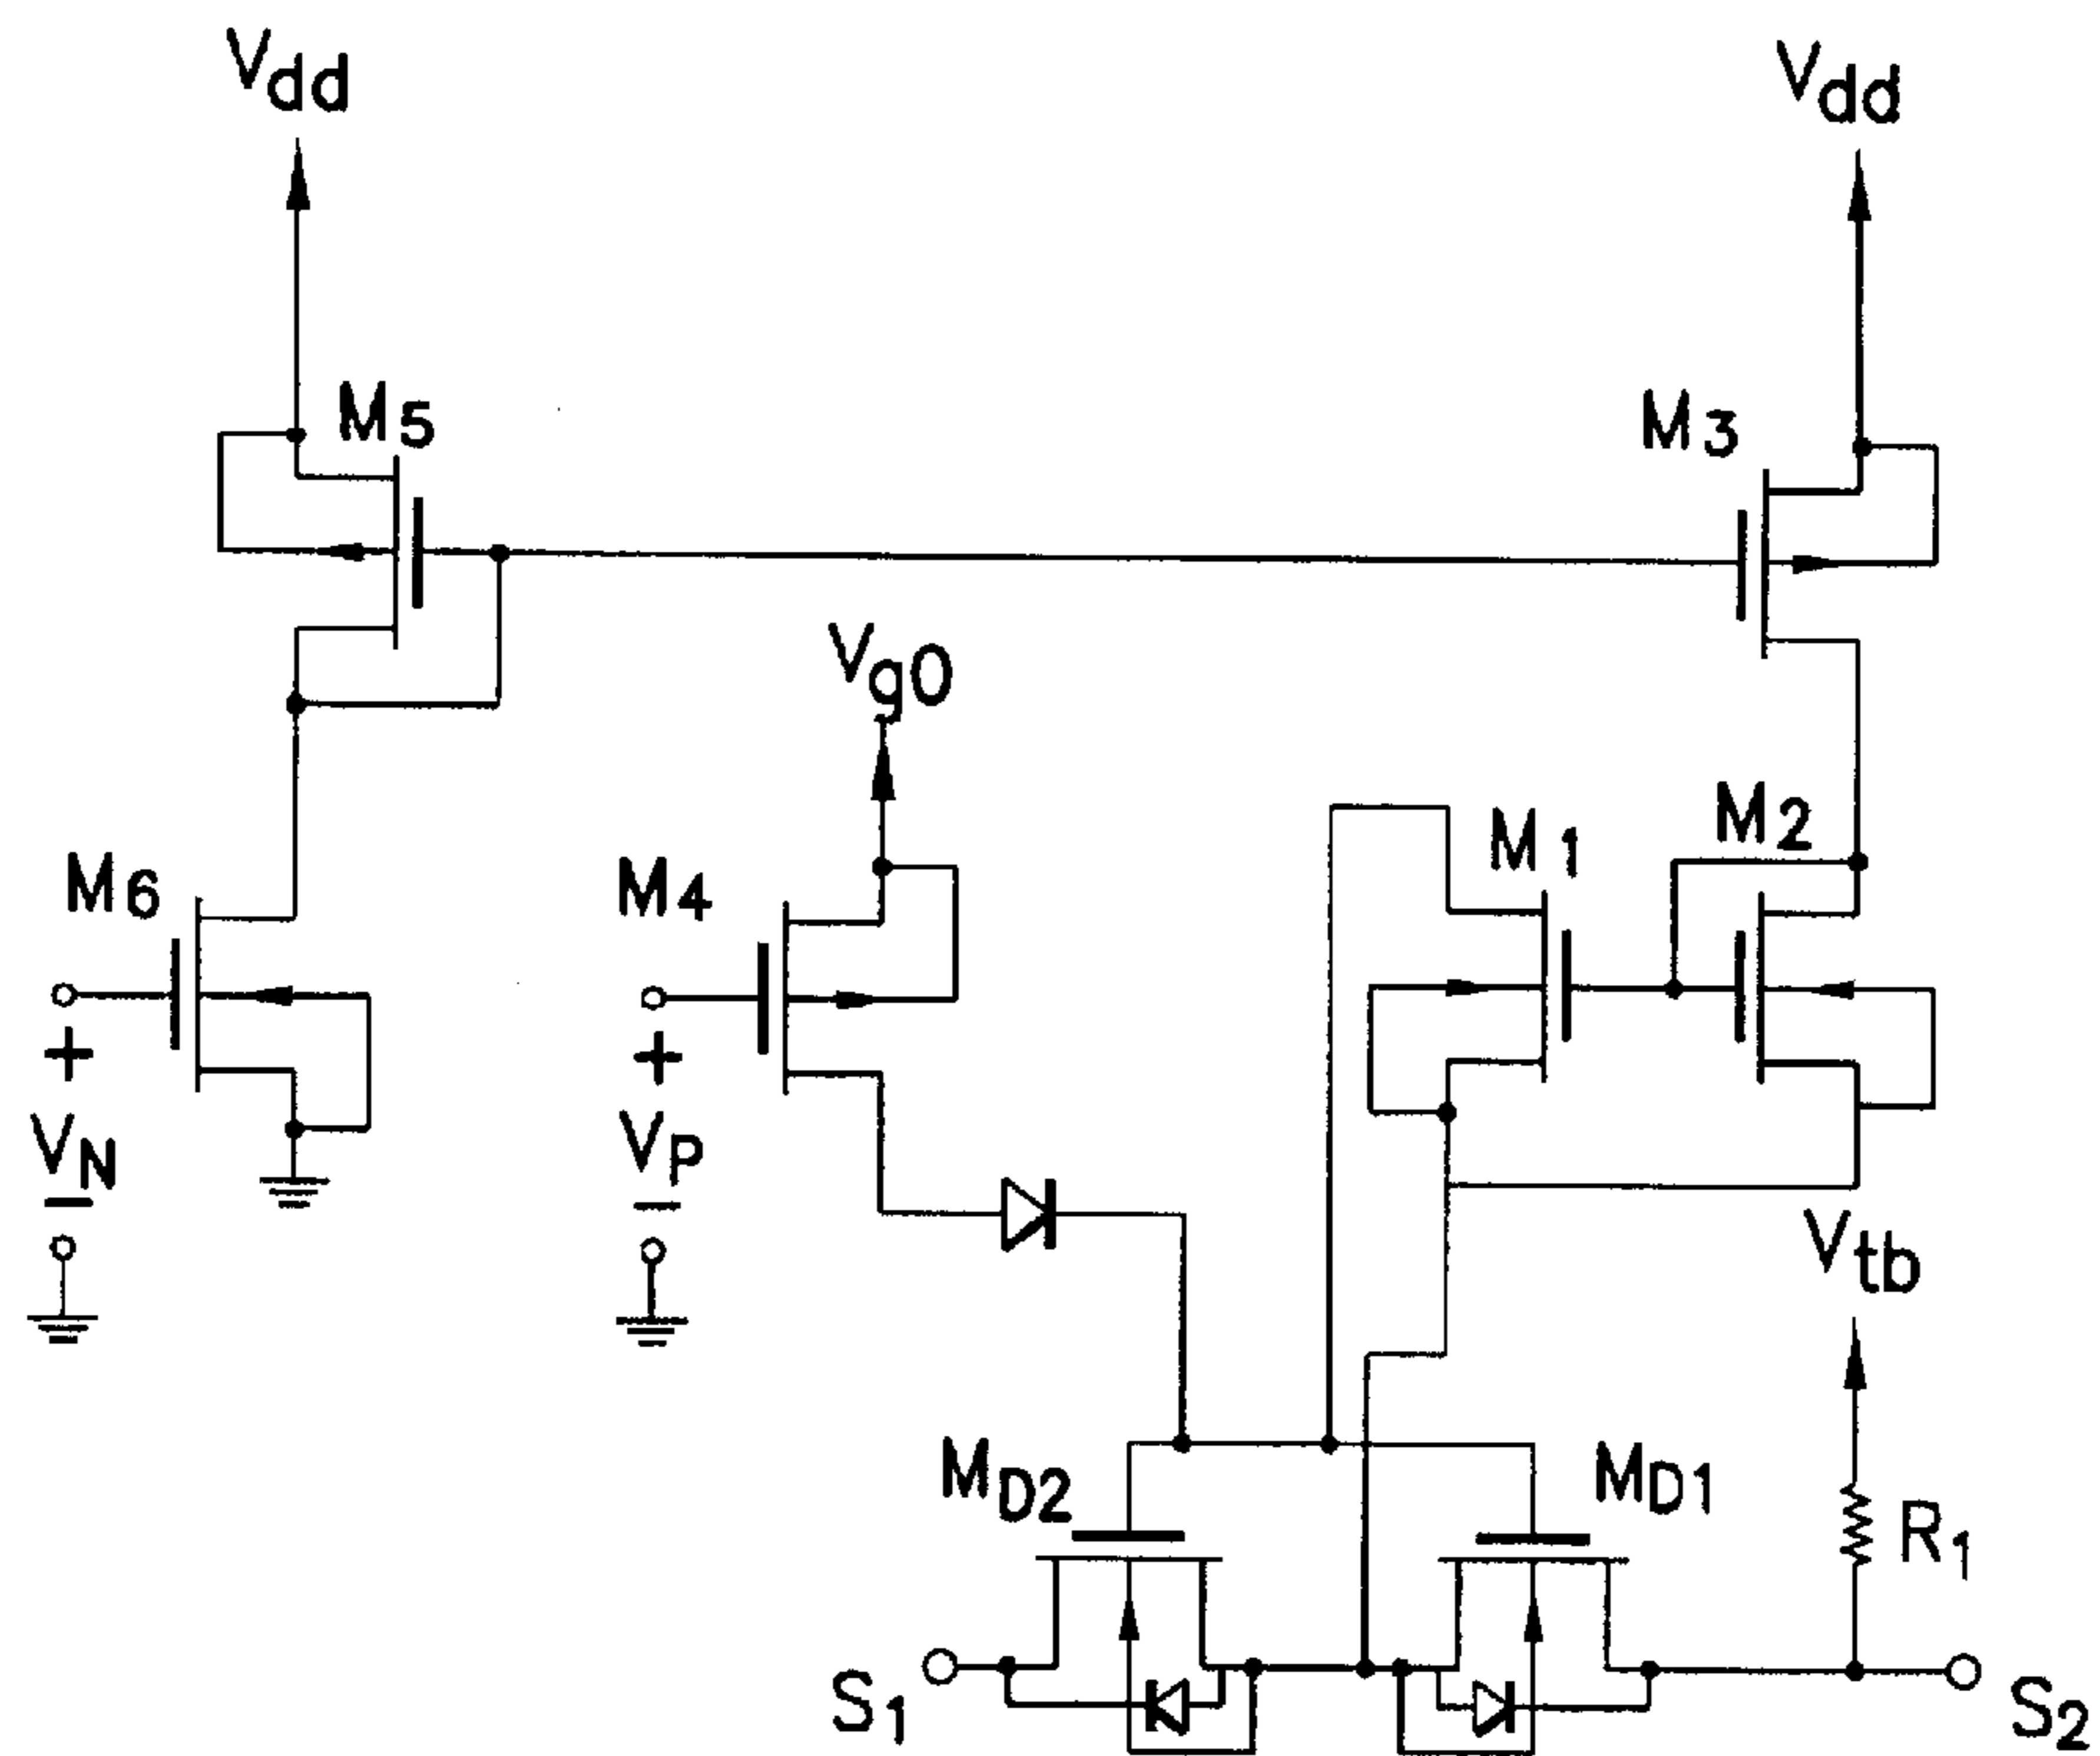 Vdd
Vdd
M5
M3
Vg0
M6
M4
M1
M2
+
VN
−
+
VP
−
Vtb
MD2
MD1
R1
S1
S2